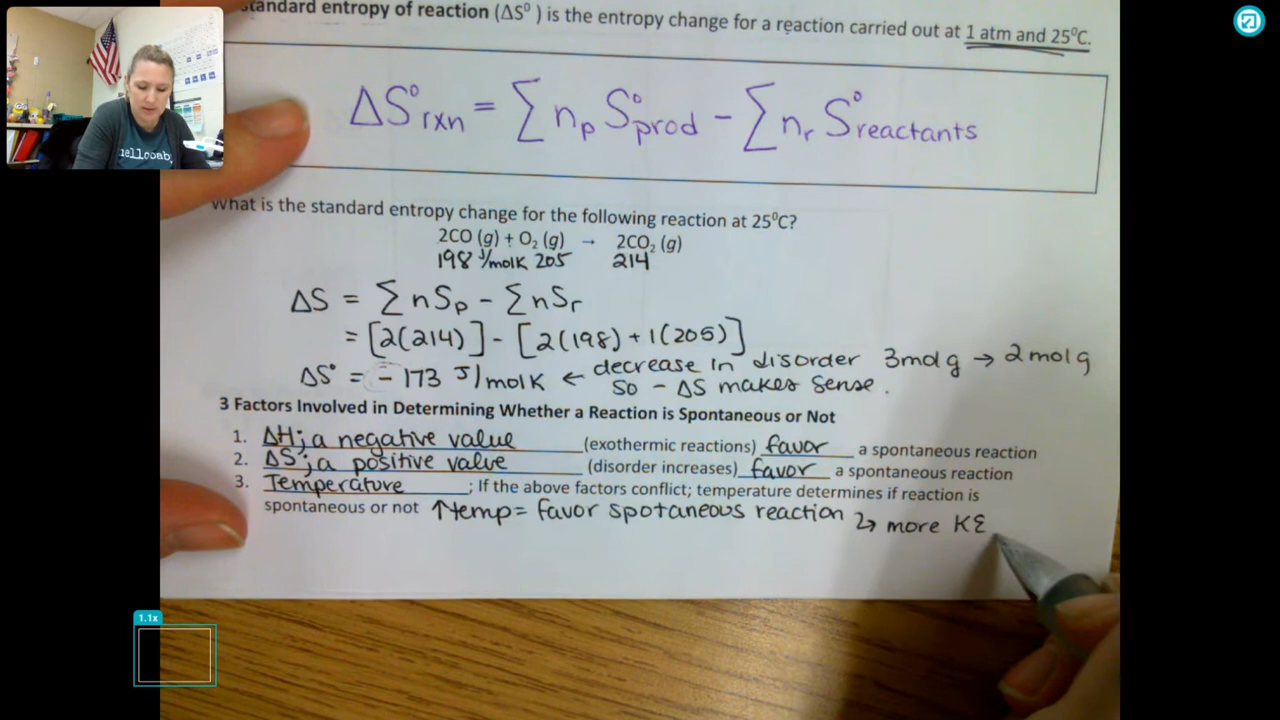 standard entropy of reaction (ΔS⁰ ) is the entropy change for a reaction carried out at 1 atm and 25⁰C.
ΔS°rxn = Σ nₚ S°prod − Σ nᵣ S°reactants
What is the standard entropy change for the following reaction at 25⁰C?
2CO (g) + O₂ (g) → 2CO₂ (g)
198 J/molK 205 214
ΔS = Σ nSₚ − Σ nSᵣ
= [2(214)] − [2(198) + 1(205)]
ΔS° = − 173 J/molK ← decrease in disorder 3mol g → 2 mol g
so − ΔS makes sense.
3 Factors Involved in Determining Whether a Reaction is Spontaneous or Not
1. ΔH; a negative value (exothermic reactions) favor a spontaneous reaction
2. ΔS; a positive value (disorder increases) favor a spontaneous reaction
3. Temperature ; If the above factors conflict; temperature determines if reaction is
spontaneous or not ↑temp = favor spotaneous reaction ↳ more KE
1.1x